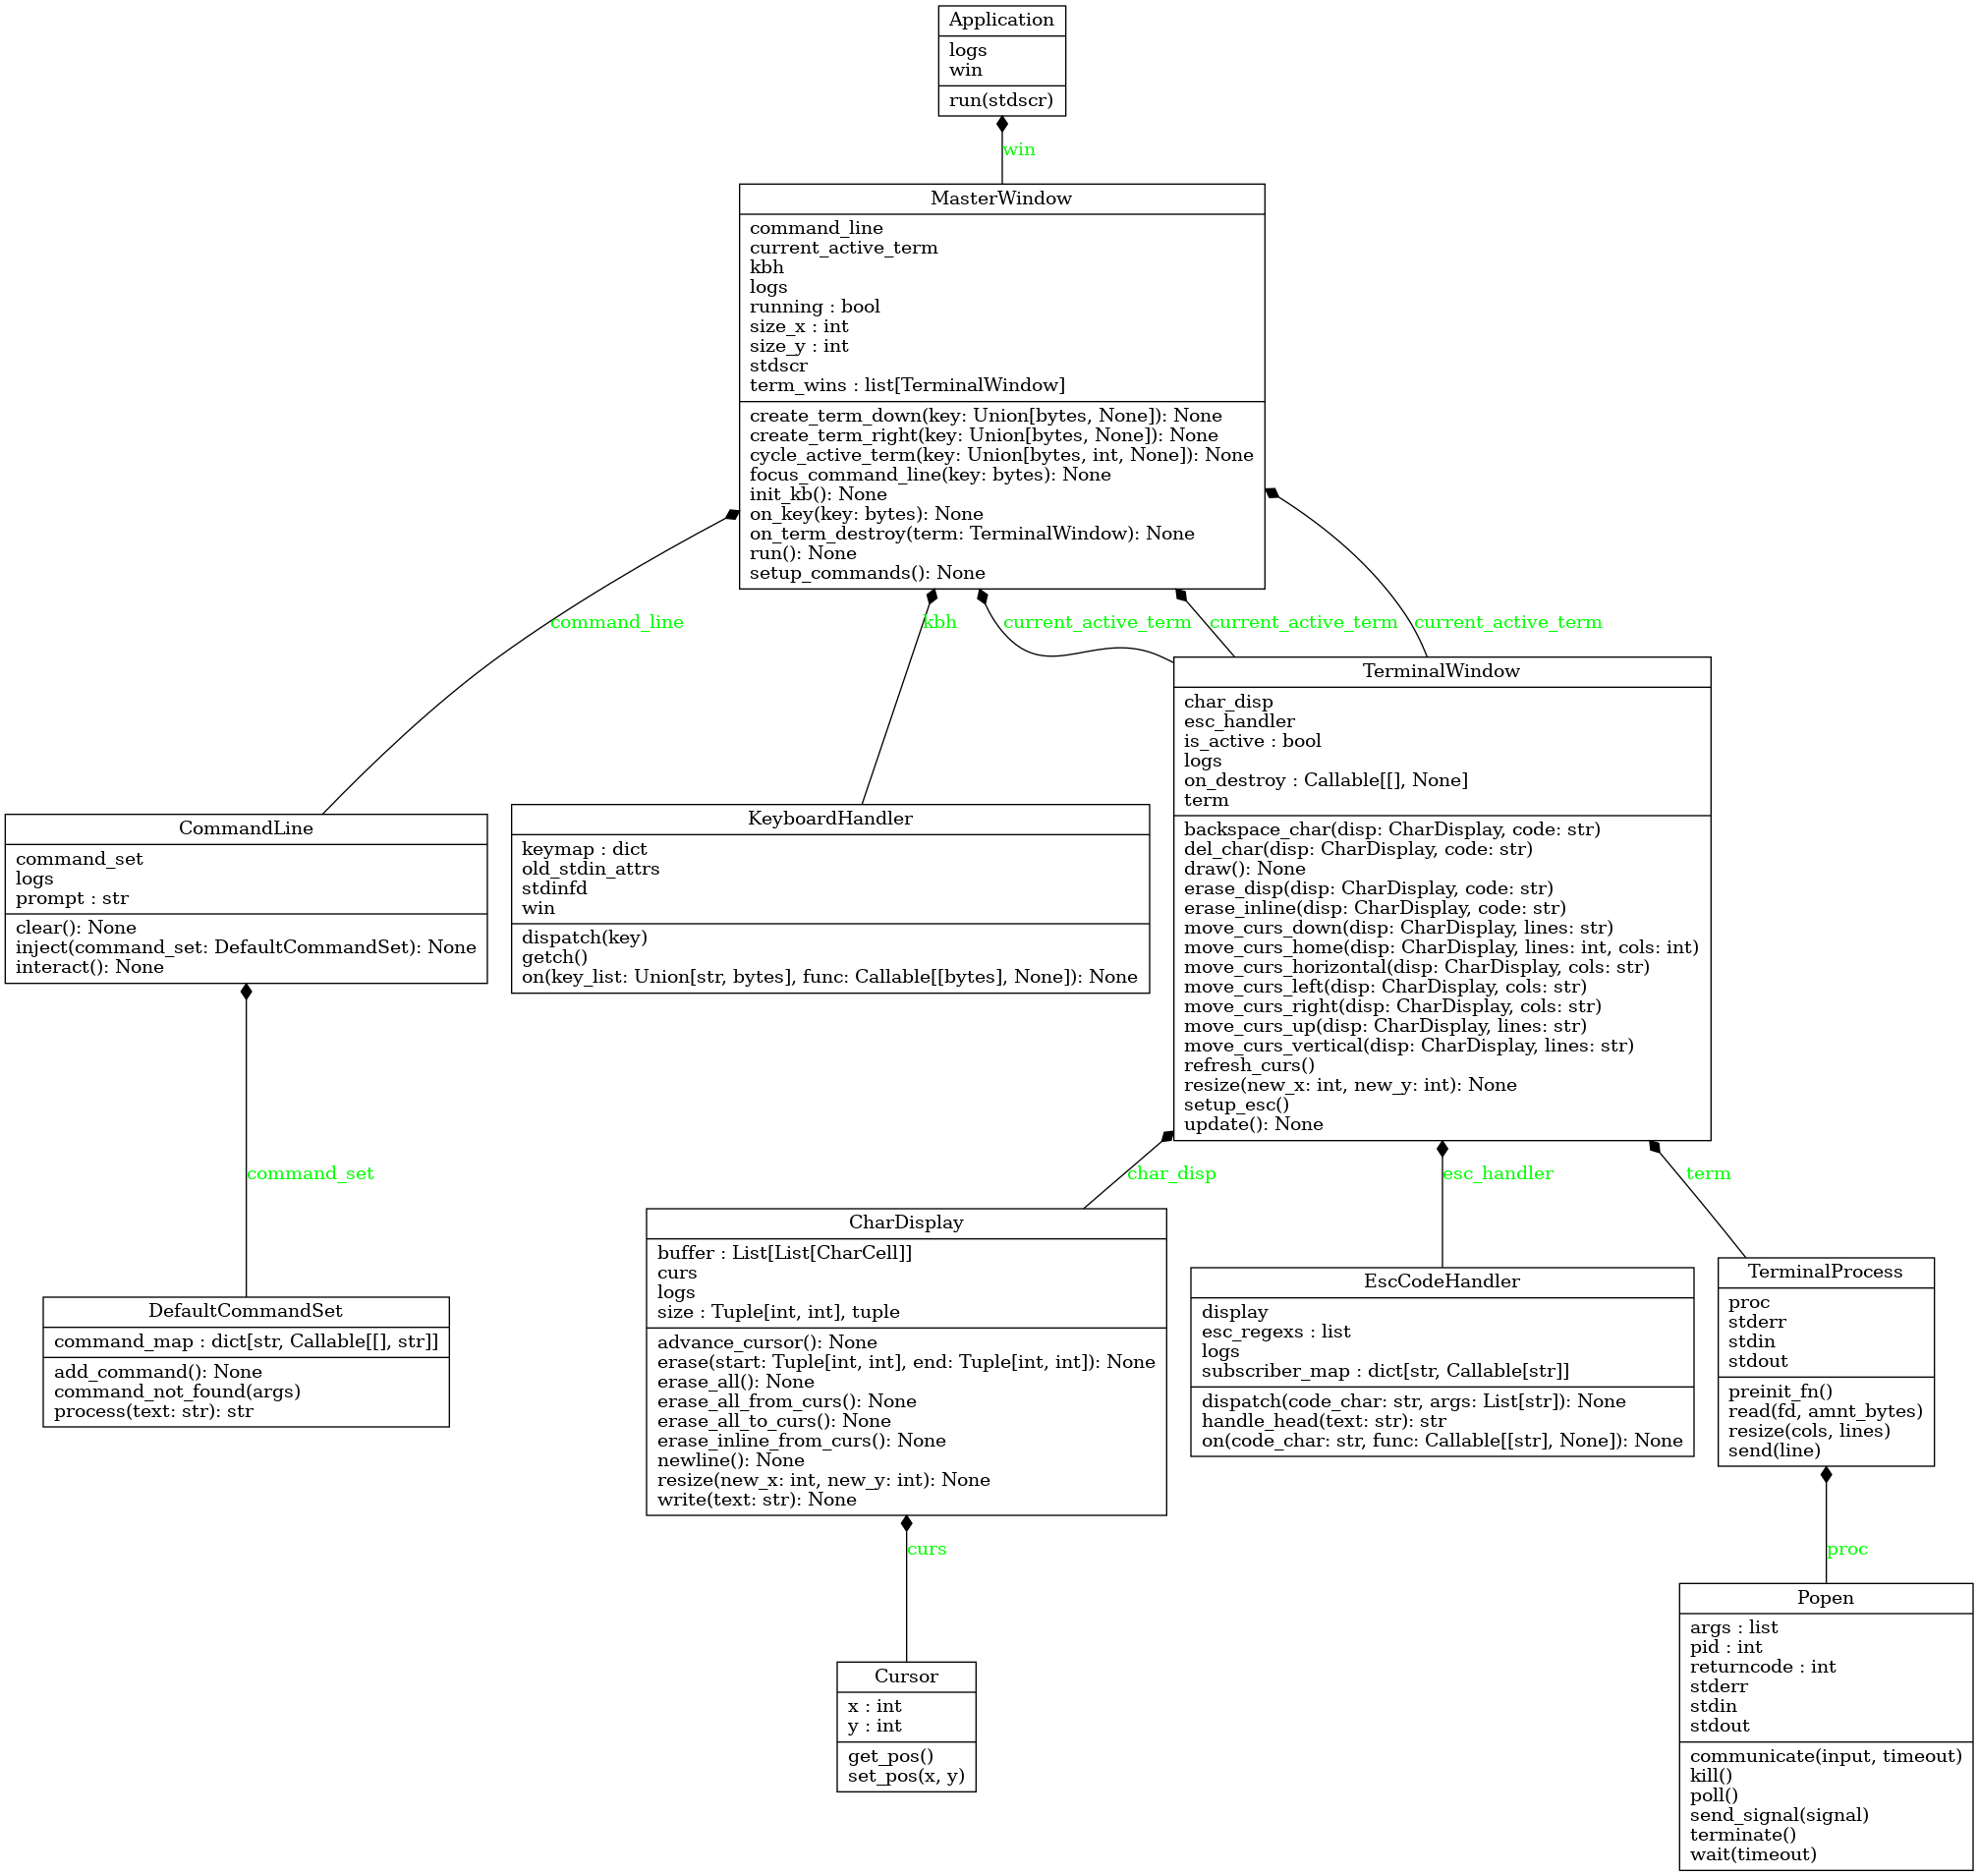 Application
logs
win
run(stdscr)
win
MasterWindow
command_line
current_active_term
kbh
logs
running : bool
size_x : int
size_y : int
stdscr
term_wins : list[TerminalWindow]
create_term_down(key: Union[bytes, None]): None
create_term_right(key: Union[bytes, None]): None
cycle_active_term(key: Union[bytes, int, None]): None
focus_command_line(key: bytes): None
init_kb(): None
on_key(key: bytes): None
on_term_destroy(term: TerminalWindow): None
run(): None
setup_commands(): None
command_line
kbh
current_active_term
current_active_term
current_active_term
CommandLine
command_set
logs
prompt : str
clear(): None
inject(command_set: DefaultCommandSet): None
interact(): None
KeyboardHandler
keymap : dict
old_stdin_attrs
stdinfd
win
dispatch(key)
getch()
on(key_list: Union[str, bytes], func: Callable[[bytes], None]): None
TerminalWindow
char_disp
esc_handler
is_active : bool
logs
on_destroy : Callable[[], None]
term
backspace_char(disp: CharDisplay, code: str)
del_char(disp: CharDisplay, code: str)
draw(): None
erase_disp(disp: CharDisplay, code: str)
erase_inline(disp: CharDisplay, code: str)
move_curs_down(disp: CharDisplay, lines: str)
move_curs_home(disp: CharDisplay, lines: int, cols: int)
move_curs_horizontal(disp: CharDisplay, cols: str)
move_curs_left(disp: CharDisplay, cols: str)
move_curs_right(disp: CharDisplay, cols: str)
move_curs_up(disp: CharDisplay, lines: str)
move_curs_vertical(disp: CharDisplay, lines: str)
refresh_curs()
resize(new_x: int, new_y: int): None
setup_esc()
update(): None
command_set
char_disp
esc_handler
term
DefaultCommandSet
command_map : dict[str, Callable[[], str]]
add_command(): None
command_not_found(args)
process(text: str): str
CharDisplay
buffer : List[List[CharCell]]
curs
logs
size : Tuple[int, int], tuple
advance_cursor(): None
erase(start: Tuple[int, int], end: Tuple[int, int]): None
erase_all(): None
erase_all_from_curs(): None
erase_all_to_curs(): None
erase_inline_from_curs(): None
newline(): None
resize(new_x: int, new_y: int): None
write(text: str): None
EscCodeHandler
display
esc_regexs : list
logs
subscriber_map : dict[str, Callable[str]]
dispatch(code_char: str, args: List[str]): None
handle_head(text: str): str
on(code_char: str, func: Callable[[str], None]): None
TerminalProcess
proc
stderr
stdin
stdout
preinit_fn()
read(fd, amnt_bytes)
resize(cols, lines)
send(line)
curs
proc
Cursor
x : int
y : int
get_pos()
set_pos(x, y)
Popen
args : list
pid : int
returncode : int
stderr
stdin
stdout
communicate(input, timeout)
kill()
poll()
send_signal(signal)
terminate()
wait(timeout)